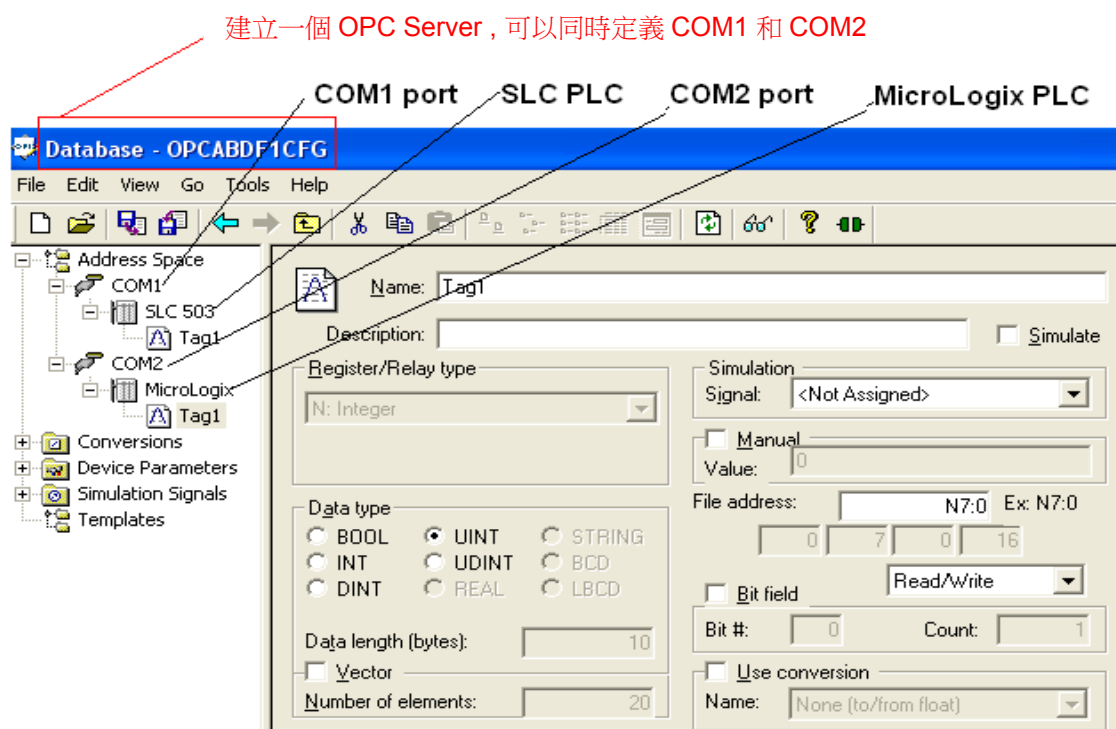 建立一個 OPC Server , 可以同時定義 COM1 和 COM2
COM1 port SLC PLC COM2 port MicroLogix PLC
Database - OPCABDF1CFG
File Edit View Go Tools Help
Address Space
COM1
SLC 503
Tag1
COM2
MicroLogix
Tag1
Conversions
Device Parameters
Simulation Signals
Templates
Name: Tag1
Description: Simulate
Register/Relay type
N: Integer
Simulation
Signal: <Not Assigned>
Manual
Value: 0
Data type
BOOL UINT STRING
INT UDINT BCD
DINT REAL LBCD
Data length (bytes): 10
Vector
Number of elements: 20
File address: N7:0 Ex: N7:0
0 7 0 16
Bit field Read/Write
Bit #: 0 Count: 1
Use conversion
Name: None (to/from float)